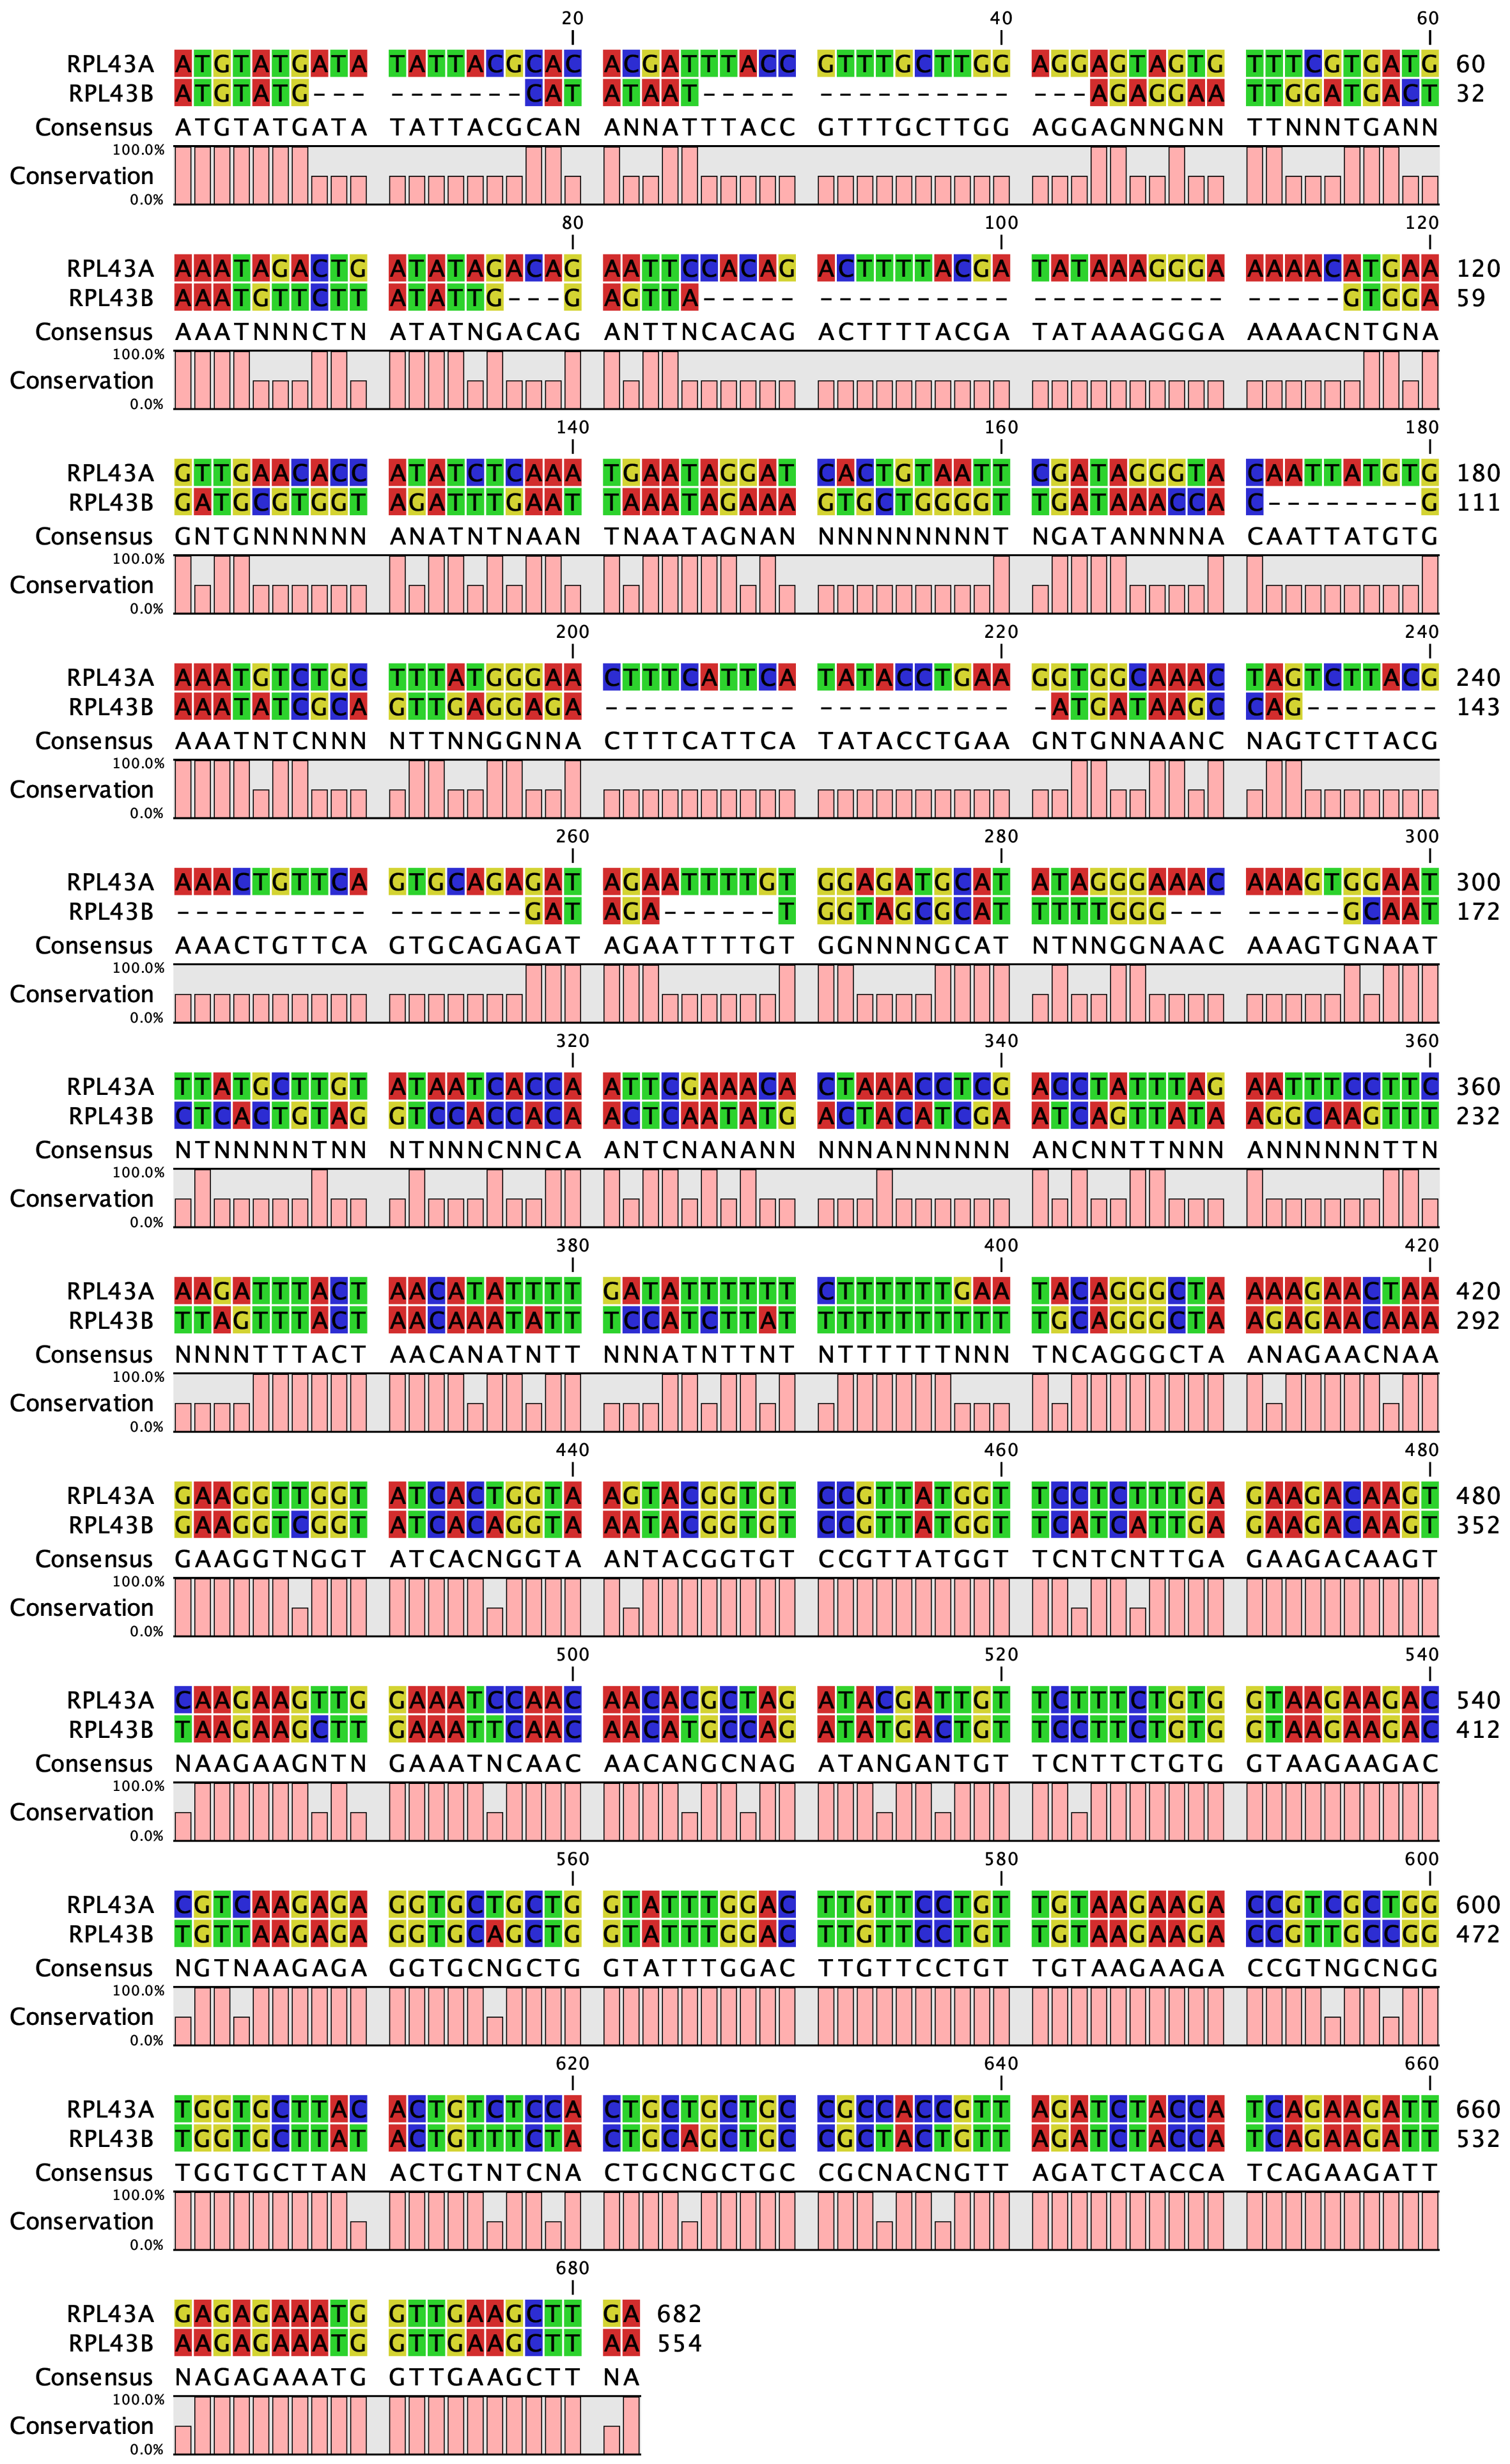 20 40 60
RPL43A ATGTATGATA TATTACGCAC ACGATTTACC GTTTGCTTGG AGGAGTAGTG TTTCGTGATG 60
RPL43B ATGTATG--- -------CAT ATAAT----- ---------- ---AGAGGAA TTGGATGACT 32
Consensus ATGTATGATA TATTACGCAN ANNATTTACC GTTTGCTTGG AGGAGNNGNN TTNNNTGANN
100.0%
Conservation
0.0%
80 100 120
RPL43A AAATAGACTG ATATAGACAG AATTCCACAG ACTTTTACGA TATAAAGGGA AAAACATGAA 120
RPL43B AAATGTTCTT ATATTG---G AGTTA----- ---------- ---------- -----GTGGA 59
Consensus AAATNNNCTN ATATNGACAG ANTTNCACAG ACTTTTACGA TATAAAGGGA AAAACNTGNA
100.0%
Conservation
0.0%
140 160 180
RPL43A GTTGAACACC ATATCTCAAA TGAATAGGAT CACTGTAATT CGATAGGGTA CAATTATGTG 180
RPL43B GATGCGTGGT AGATTTGAAT TAAATAGAAA GTGCTGGGGT TGATAAACCA C--------G 111
Consensus GNTGNNNNNN ANATNTNAAN TNAATAGNAN NNNNNNNNNT NGATANNNNA CAATTATGTG
100.0%
Conservation
0.0%
200 220 240
RPL43A AAATGTCTGC TTTATGGGAA CTTTCATTCA TATACCTGAA GGTGGCAAAC TAGTCTTACG 240
RPL43B AAATATCGCA GTTGAGGAGA ---------- ---------- -ATGATAAGC CAG------- 143
Consensus AAATNTCNNN NTTNNGGNNA CTTTCATTCA TATACCTGAA GNTGNNAANC NAGTCTTACG
100.0%
Conservation
0.0%
260 280 300
RPL43A AAACTGTTCA GTGCAGAGAT AGAATTTTGT GGAGATGCAT ATAGGGAAAC AAAGTGGAAT 300
RPL43B ---------- -------GAT AGA------T GGTAGCGCAT TTTTGGG--- -----GCAAT 172
Consensus AAACTGTTCA GTGCAGAGAT AGAATTTTGT GGNNNNGCAT NTNNGGNAAC AAAGTGNAAT
100.0%
Conservation
0.0%
320 340 360
RPL43A TTATGCTTGT ATAATCACCA ATTCGAAACA CTAAACCTCG ACCTATTTAG AATTTCCTTC 360
RPL43B CTCACTGTAG GTCCACCACA ACTCAATATG ACTACATCGA ATCAGTTATA AGGCAAGTTT 232
Consensus NTNNNNNTNN NTNNNCNNCA ANTCNANANN NNNANNNNNN ANCNNTTNNN ANNNNNNTTN
100.0%
Conservation
0.0%
380 400 420
RPL43A AAGATTTACT AACATATTTT GATATTTTTT CTTTTTTGAA TACAGGGCTA AAAGAACTAA 420
RPL43B TTAGTTTACT AACAAATATT TCCATCTTAT TTTTTTTTTT TGCAGGGCTA AGAGAACAAA 292
Consensus NNNNTTTACT AACANATNTT NNNATNTTNT NTTTTTTNNN TNCAGGGCTA ANAGAACNAA
100.0%
Conservation
0.0%
440 460 480
RPL43A GAAGGTTGGT ATCACTGGTA AGTACGGTGT CCGTTATGGT TCCTCTTTGA GAAGACAAGT 480
RPL43B GAAGGTCGGT ATCACAGGTA AATACGGTGT CCGTTATGGT TCATCATTGA GAAGACAAGT 352
Consensus GAAGGTNGGT ATCACNGGTA ANTACGGTGT CCGTTATGGT TCNTCNTTGA GAAGACAAGT
100.0%
Conservation
0.0%
500 520 540
RPL43A CAAGAAGTTG GAAATCCAAC AACACGCTAG ATACGATTGT TCTTTCTGTG GTAAGAAGAC 540
RPL43B TAAGAAGCTT GAAATTCAAC AACATGCCAG ATATGACTGT TCCTTCTGTG GTAAGAAGAC 412
Consensus NAAGAAGNTN GAAATNCAAC AACANGCNAG ATANGANTGT TCNTTCTGTG GTAAGAAGAC
100.0%
Conservation
0.0%
560 580 600
RPL43A CGTCAAGAGA GGTGCTGCTG GTATTTGGAC TTGTTCCTGT TGTAAGAAGA CCGTCGCTGG 600
RPL43B TGTTAAGAGA GGTGCAGCTG GTATTTGGAC TTGTTCCTGT TGTAAGAAGA CCGTTGCCGG 472
Consensus NGTNAAGAGA GGTGCNGCTG GTATTTGGAC TTGTTCCTGT TGTAAGAAGA CCGTNGCNGG
100.0%
Conservation
0.0%
620 640 660
RPL43A TGGTGCTTAC ACTGTCTCCA CTGCTGCTGC CGCCACCGTT AGATCTACCA TCAGAAGATT 660
RPL43B TGGTGCTTAT ACTGTTTCTA CTGCAGCTGC CGCTACTGTT AGATCTACCA TCAGAAGATT 532
Consensus TGGTGCTTAN ACTGTNTCNA CTGCNGCTGC CGCNACNGTT AGATCTACCA TCAGAAGATT
100.0%
Conservation
0.0%
680
RPL43A GAGAGAAATG GTTGAAGCTT GA 682
RPL43B AAGAGAAATG GTTGAAGCTT AA 554
Consensus NAGAGAAATG GTTGAAGCTT NA
100.0%
Conservation
0.0%